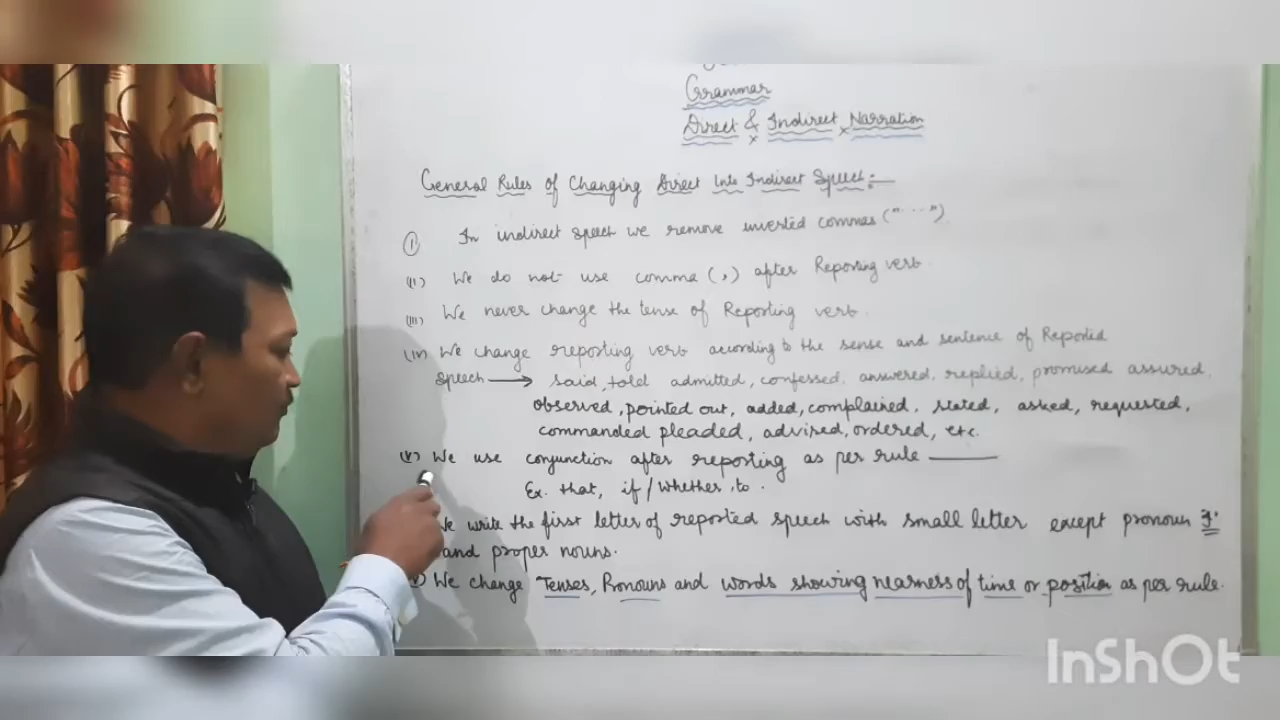 Grammar
Direct & Indirect Narration
General Rules of Changing Direct Into Indirect Speech:-
(I) In indirect speech we remove inverted commas ("....").
(II) We do not use comma (,) after Reporting verb.
(III) We never change the tense of Reporting verb.
(IV) We change reporting verb according to the sense and sentence of Reported
Speech → said, told admitted, confessed, answered, replied, promised assured,
observed, pointed out, added, complained, stated, asked, requested,
commanded pleaded, advised, ordered, etc.
(V) We use conjunction after reporting as per rule ———
Ex. that, if / whether, to.
We write the first letter of reported speech with small letter except pronoun I
and proper nouns.
We change Tenses, Pronouns and words showing nearness of time or position as per rule.
InShOt